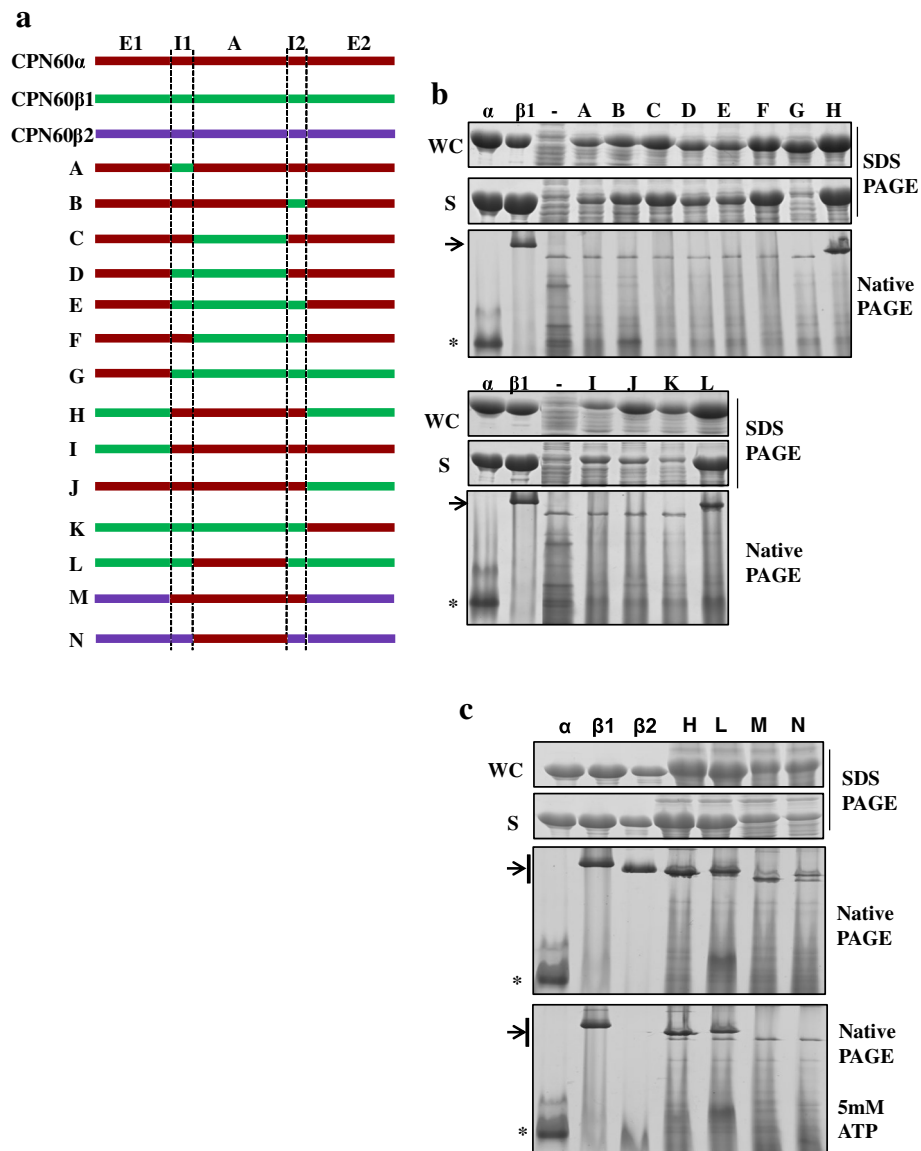 a
E1 I1 A I2 E2
CPN60α
CPN60β1
CPN60β2
A
B
C
D
E
F
G
H
I
J
K
L
M
N
b
α β1 - A B C D E F G H
WC
S
SDS
PAGE
*
Native
PAGE
α β1 - I J K L
WC
S
SDS
PAGE
*
Native
PAGE
c
α β1 β2 H L M N
WC
S
SDS
PAGE
*
Native
PAGE
*
Native
PAGE
5mM
ATP